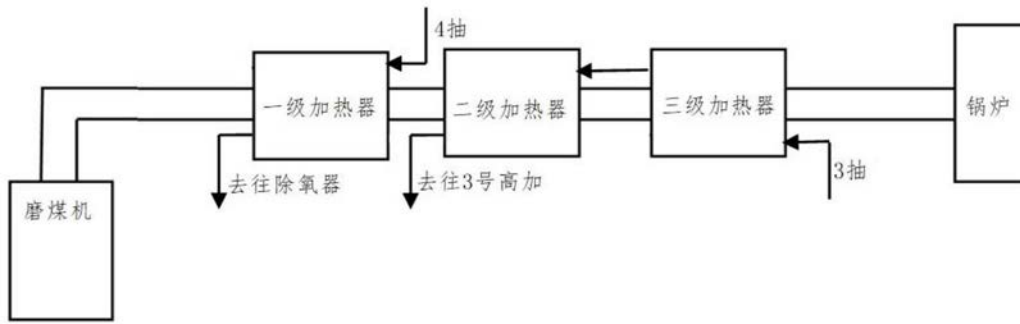 4抽
一级加热器
二级加热器
三级加热器
锅炉
去往除氧器
去往3号高加
3抽
磨煤机